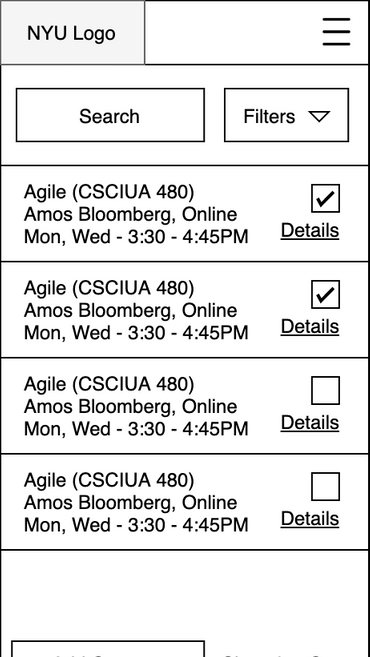 NYU Logo
Search
Filters
Agile (CSCIUA 480)
Amos Bloomberg, Online
Mon, Wed - 3:30 - 4:45PM
Details
Agile (CSCIUA 480)
Amos Bloomberg, Online
Mon, Wed - 3:30 - 4:45PM
Details
Agile (CSCIUA 480)
Amos Bloomberg, Online
Mon, Wed - 3:30 - 4:45PM
Details
Agile (CSCIUA 480)
Amos Bloomberg, Online
Mon, Wed - 3:30 - 4:45PM
Details